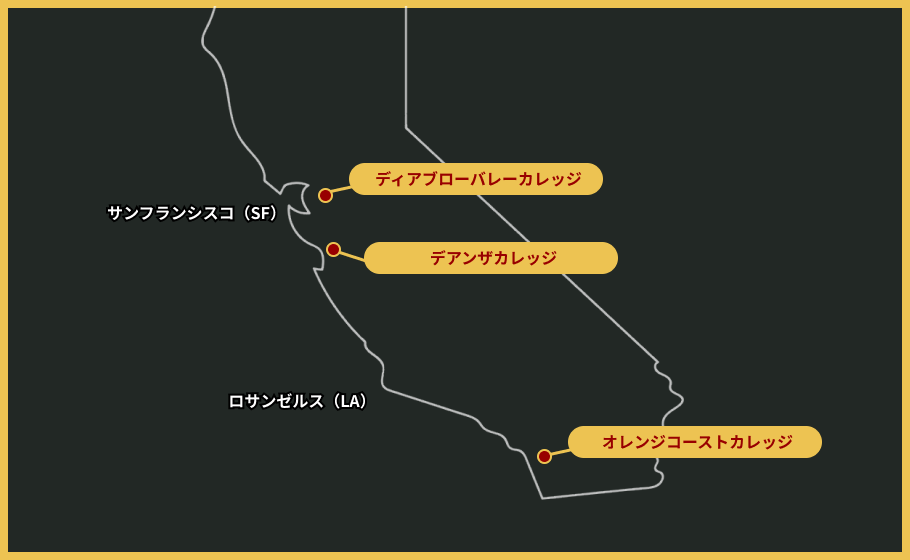 ディアブローバレーカレッジ
サンフランシスコ（SF）
デアンザカレッジ
ロサンゼルス（LA）
オレンジコーストカレッジ